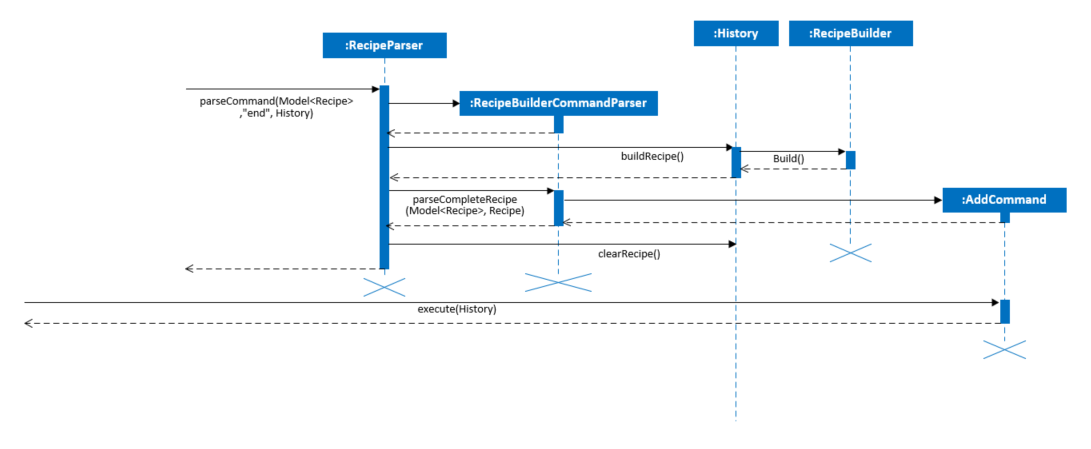 :History
:RecipeBuilder
:RecipeParser
parseCommand(Model<Recipe>
,"end", History)
:RecipeBuilderCommandParser
buildRecipe()
Build()
parseCompleteRecipe
(Model<Recipe>, Recipe)
:AddCommand
clearRecipe()
execute(History)